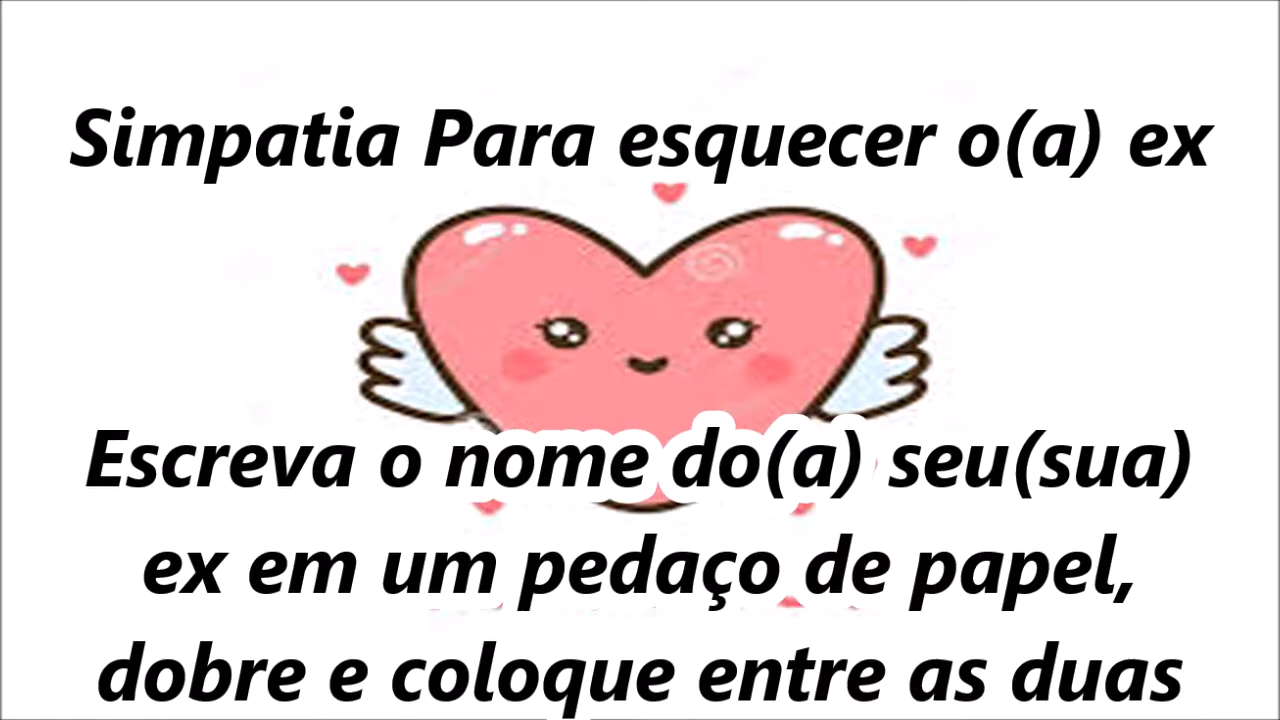 Simpatia Para esquecer o(a) ex
Escreva o nome do(a) seu(sua)
ex em um pedaço de papel,
dobre e coloque entre as duas